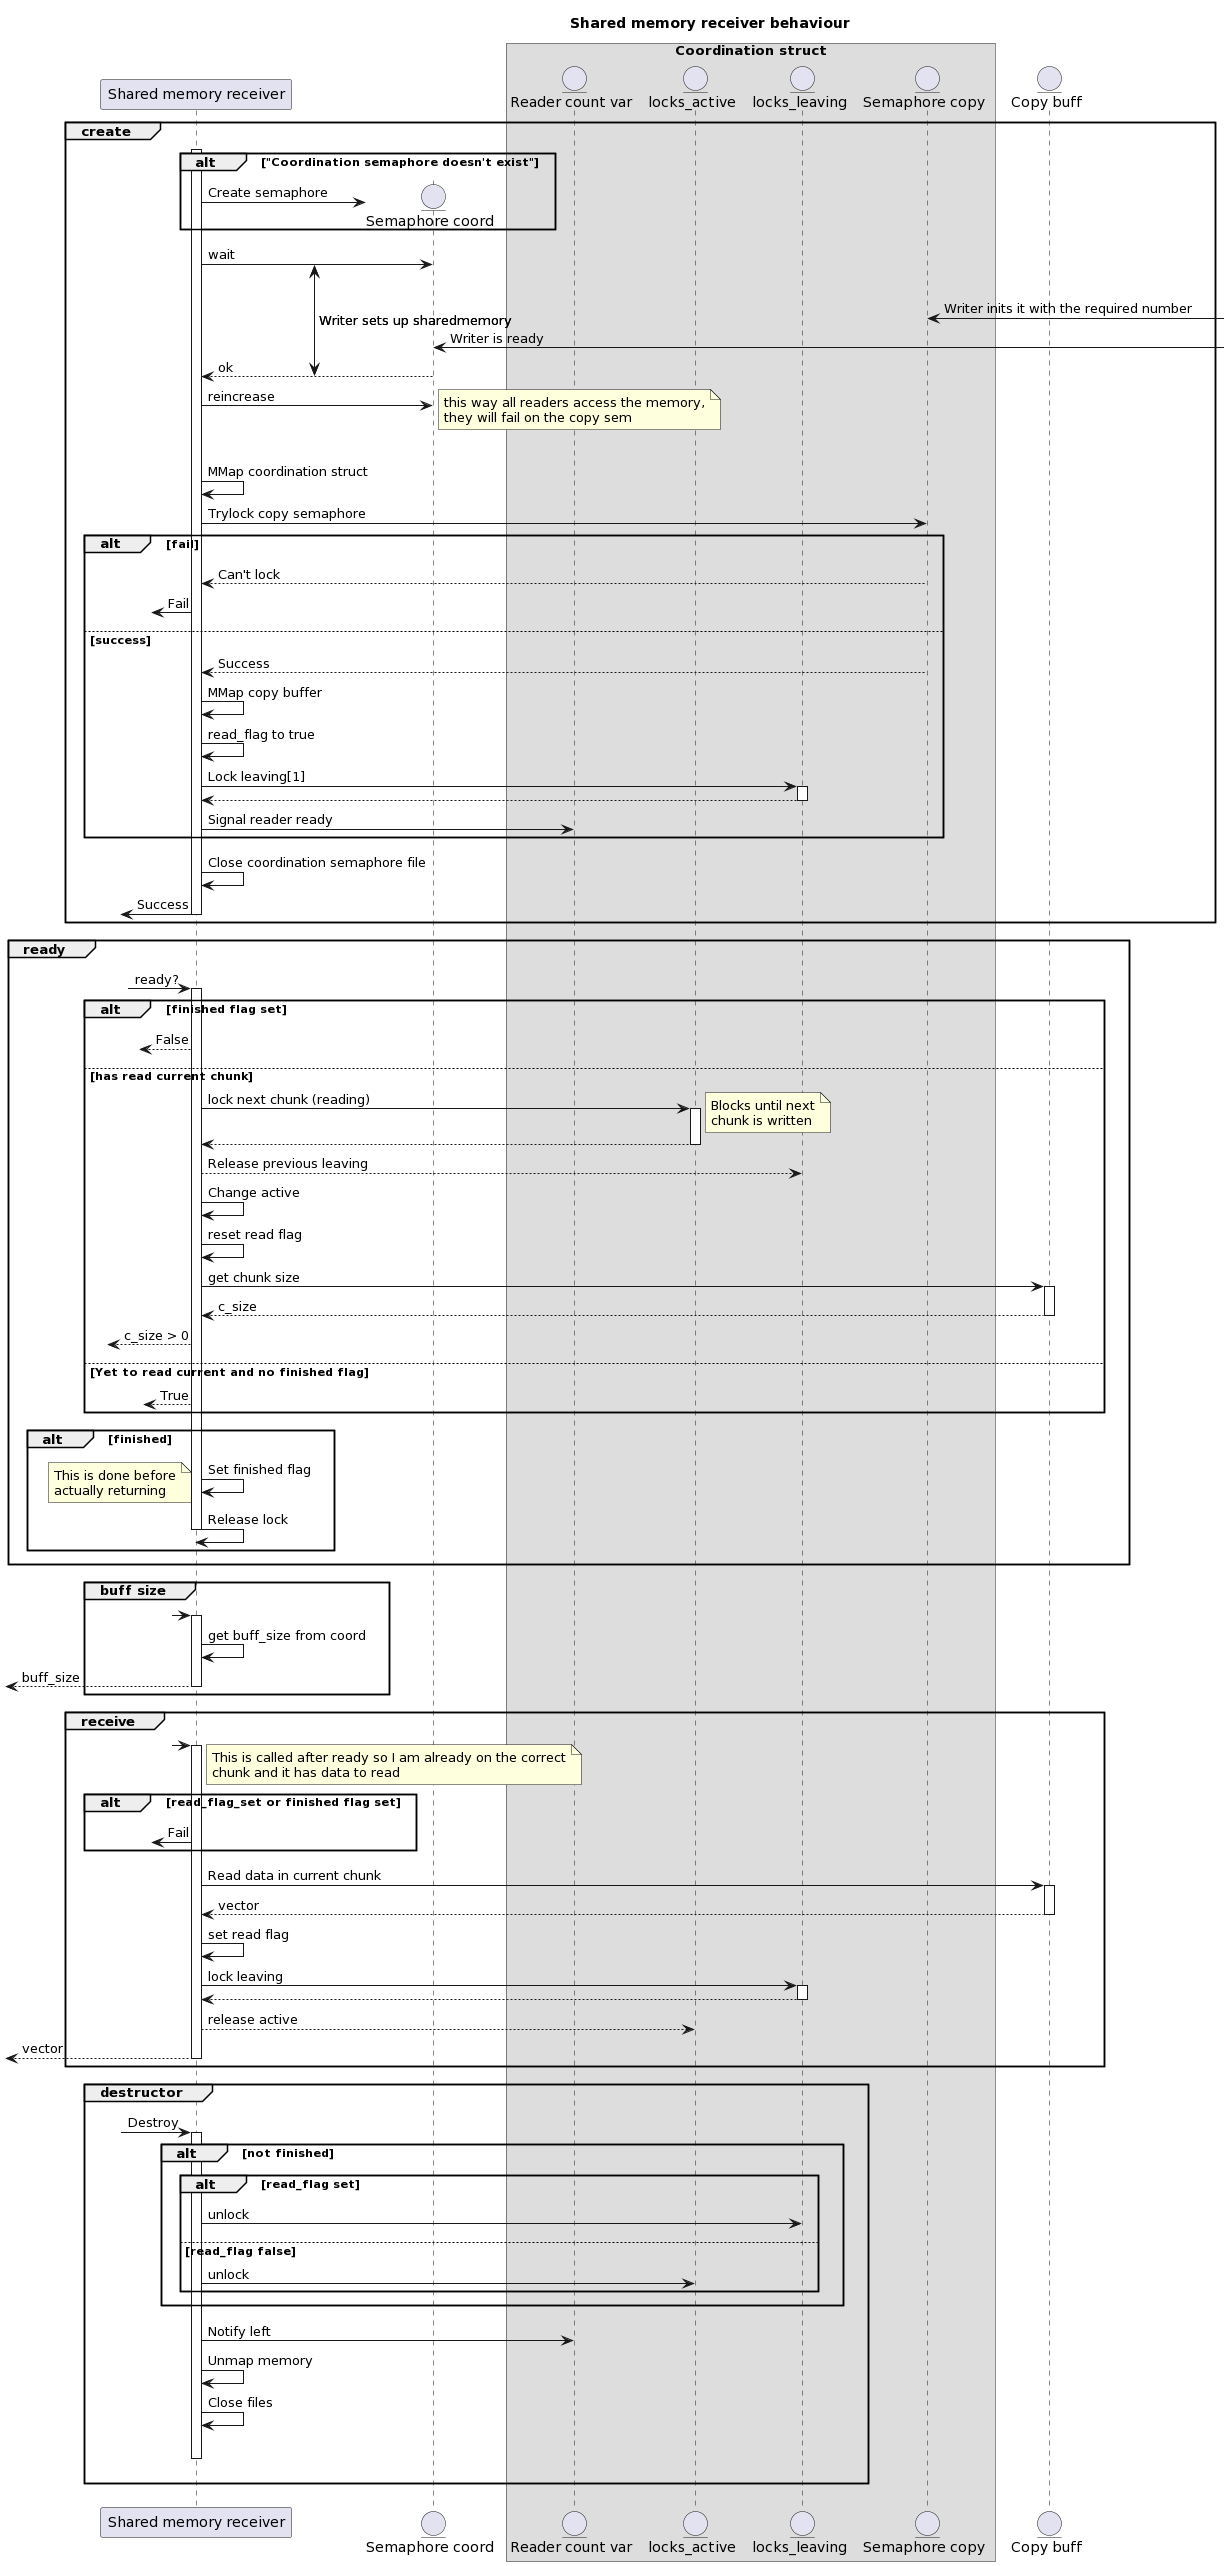 Shared memory receiver behaviour
Coordination struct
Shared memory receiver
Reader count var
locks_active
locks_leaving
Semaphore copy
Copy buff
create
alt ["Coordination semaphore doesn't exist"]
Create semaphore
Semaphore coord
wait
Writer inits it with the required number
Writer sets up sharedmemory
Writer is ready
ok
reincrease
this way all readers access the memory,
they will fail on the copy sem
MMap coordination struct
Trylock copy semaphore
alt [fail]
Can't lock
Fail
[success]
Success
MMap copy buffer
read_flag to true
Lock leaving[1]
Signal reader ready
Close coordination semaphore file
Success
ready
ready?
alt [finished flag set]
False
[has read current chunk]
lock next chunk (reading)
Blocks until next
chunk is written
Release previous leaving
Change active
reset read flag
get chunk size
c_size
c_size > 0
[Yet to read current and no finished flag]
True
alt [finished]
This is done before
actually returning
Set finished flag
Release lock
buff size
get buff_size from coord
buff_size
receive
This is called after ready so I am already on the correct
chunk and it has data to read
alt [read_flag_set or finished flag set]
Fail
Read data in current chunk
vector
set read flag
lock leaving
release active
vector
destructor
Destroy
alt [not finished]
alt [read_flag set]
unlock
[read_flag false]
unlock
Notify left
Unmap memory
Close files
Shared memory receiver
Semaphore coord
Reader count var
locks_active
locks_leaving
Semaphore copy
Copy buff